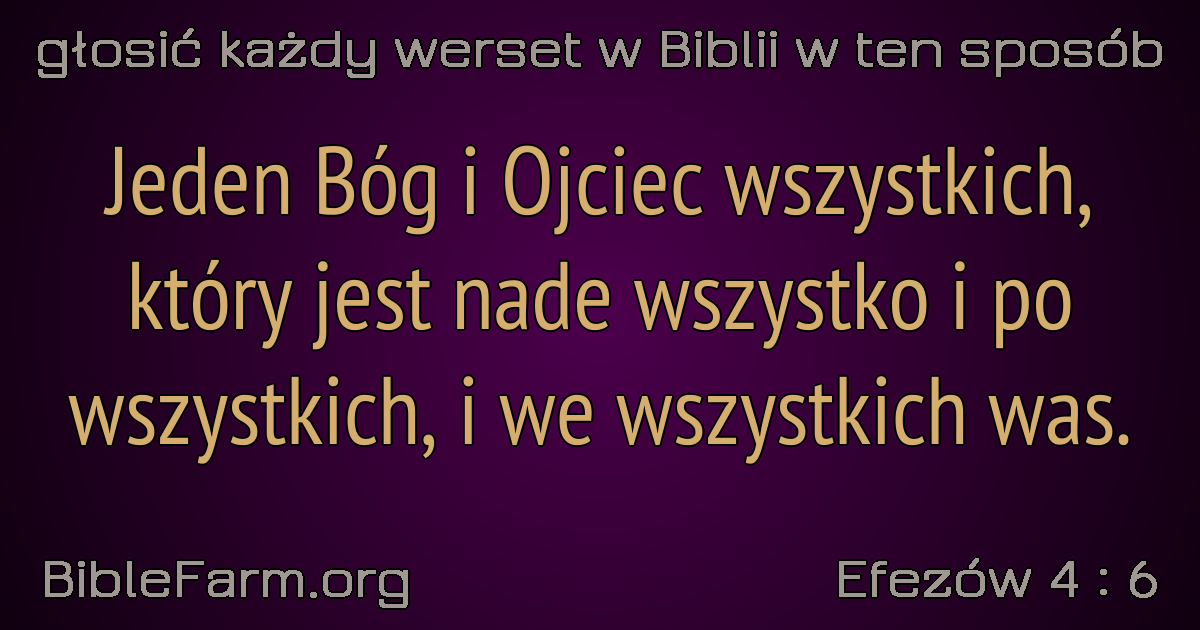 głosić każdy werset w Biblii w ten sposób
Jeden Bóg i Ojciec wszystkich,
który jest nade wszystko i po
wszystkich, i we wszystkich was.
BibleFarm.org
Efezów 4 : 6